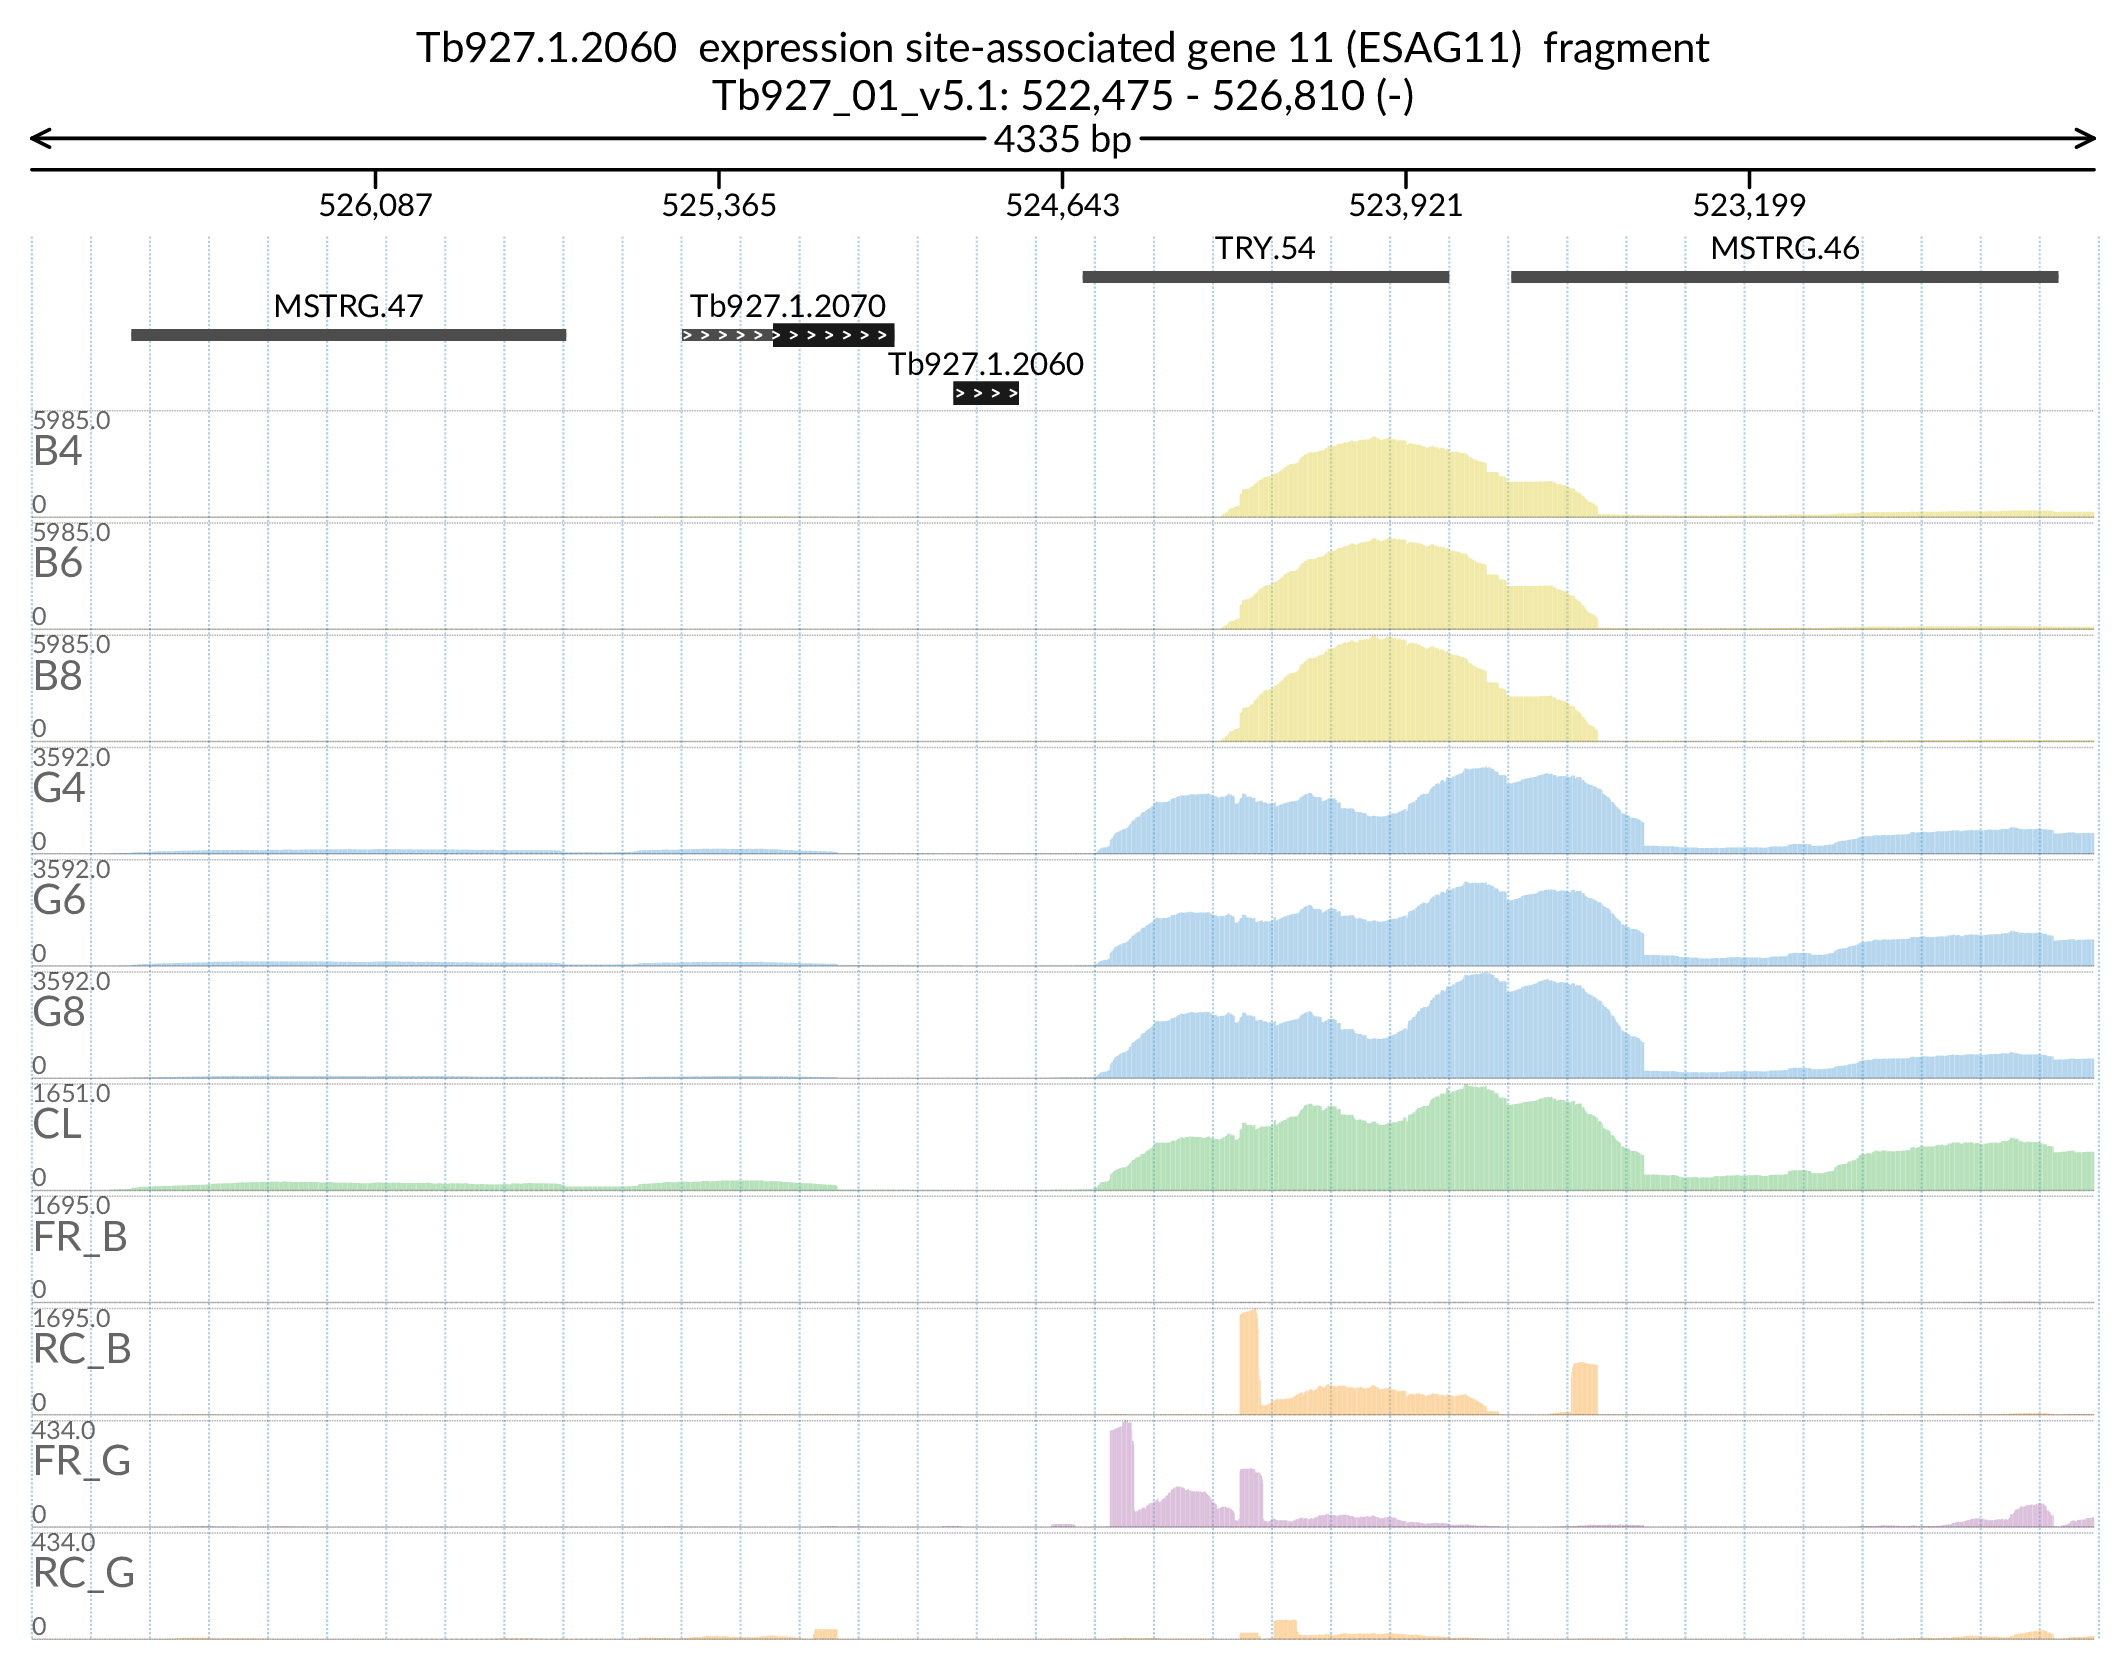 Tb927.1.2060  expression site-associated gene 11 (ESAG11)  fragment
Tb927_01_v5.1: 522,475 - 526,810 (-)
4335 bp
526,087 525,365 524,643 523,921 523,199
TRY.54 MSTRG.46
MSTRG.47 Tb927.1.2070
> > > > > > > > > > > >
Tb927.1.2060
> > > >
5985.0
B4
0
5985.0
B6
0
5985.0
B8
0
3592.0
G4
0
3592.0
G6
0
3592.0
G8
0
1651.0
CL
0
1695.0
FR_B
0
1695.0
RC_B
0
434.0
FR_G
0
434.0
RC_G
0